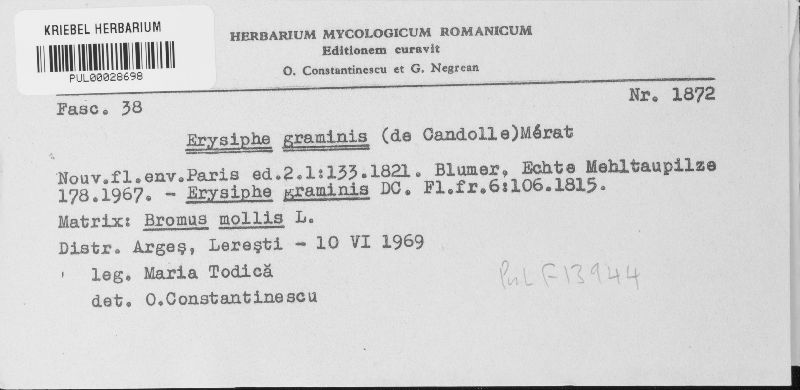 KRIEBEL HERBARIUM
PUL00028698
HERBARIUM MYCOLOGICUM ROMANICUM
Editionem curavit
O. Constantinescu et G. Negrean
Fasc. 38
Nr. 1872
Erysiphe graminis (de Candolle)Mérat
Nouv.fl.env.Paris ed.2.1:133.1821. Blumer, Echte Mehltaupilze
178.1967. - Erysiphe graminis DC. Fl.fr.6:106.1815.
Matrix: Bromus mollis L.
Distr. Argeş, Lereşti - 10 VI 1969
leg. Maria Todică
det. O.Constantinescu
PUL F13944